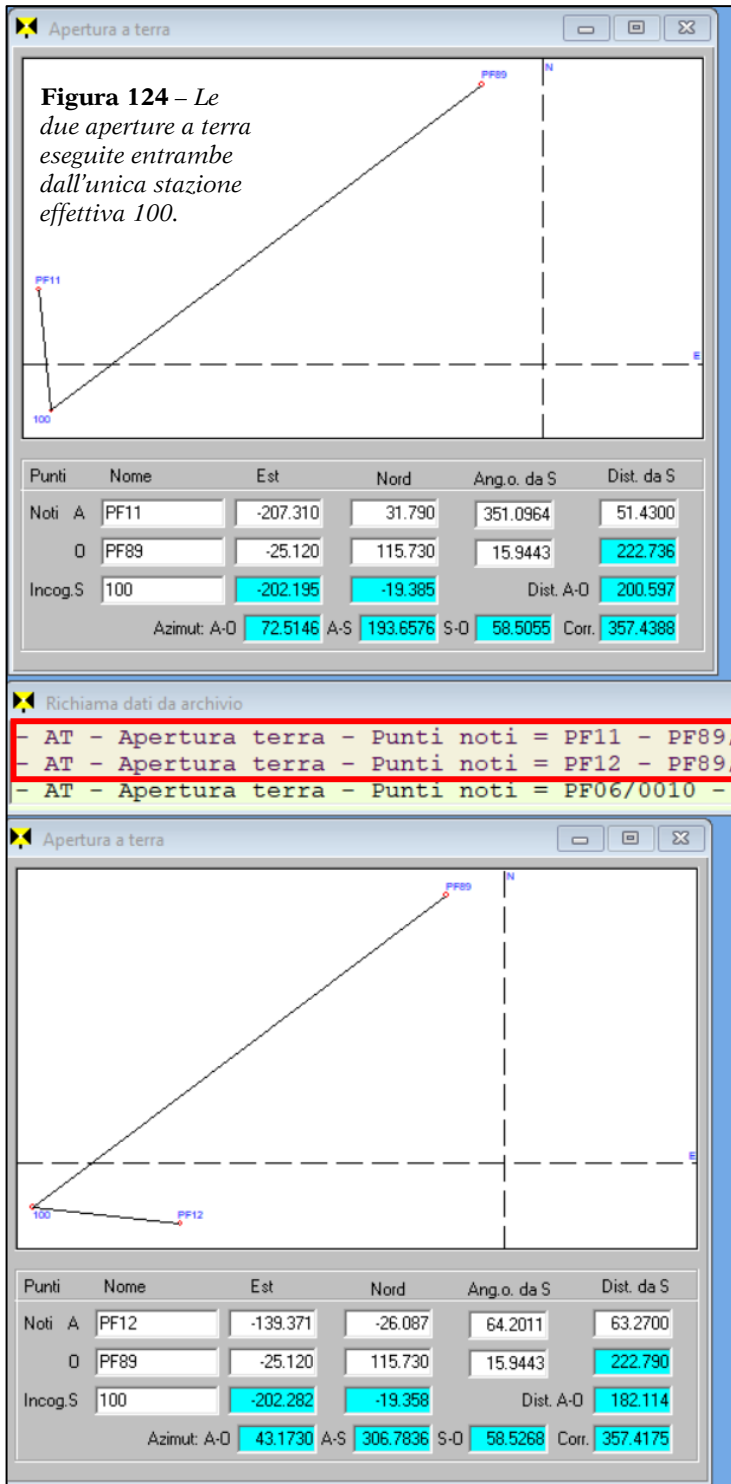 Apertura a terra
Figura 124 – Le
due aperture a terra
eseguite entrambe
dall'unica stazione
effettiva 100.
PF89
N
PF11
E
100
Punti Nome Est Nord Ang.o. da S Dist. da S
Noti A PF11 -207.310 31.790 351.0964 51.4300
O PF89 -25.120 115.730 15.9443 222.736
Incog.S 100 -202.195 -19.385 Dist. A-O 200.597
Azimut: A-O 72.5146 A-S 193.6576 S-O 58.5055 Corr. 357.4388
Richiama dati da archivio
- AT - Apertura terra - Punti noti = PF11 - PF89,
- AT - Apertura terra - Punti noti = PF12 - PF89,
- AT - Apertura terra - Punti noti = PF06/0010 -
Apertura a terra
PF89
N
E
100
PF12
Punti Nome Est Nord Ang.o. da S Dist. da S
Noti A PF12 -139.371 -26.087 64.2011 63.2700
O PF89 -25.120 115.730 15.9443 222.790
Incog.S 100 -202.282 -19.358 Dist. A-O 182.114
Azimut: A-O 43.1730 A-S 306.7836 S-O 58.5268 Corr. 357.4175